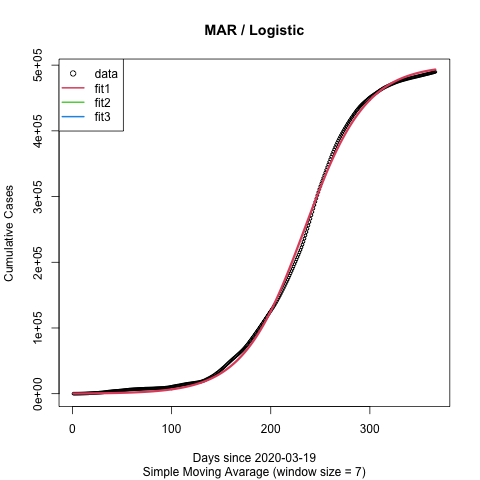 MAR / Logistic
data
fit1
fit2
fit3
Cumulative Cases
0e+00
1e+05
2e+05
3e+05
4e+05
5e+05
0
100
200
300
Days since 2020-03-19
Simple Moving Avarage (window size = 7)